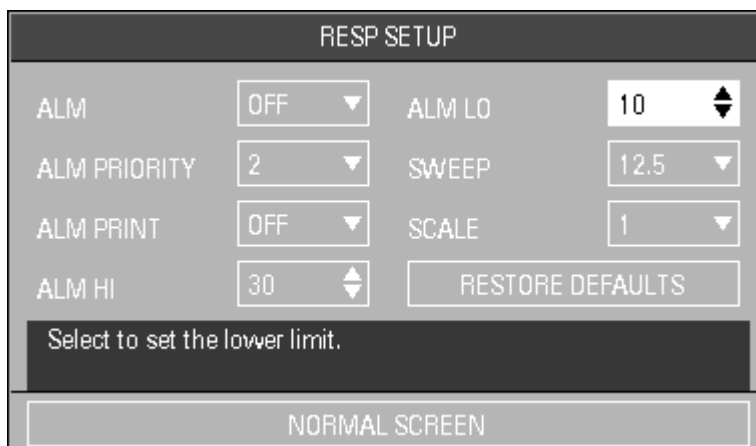 RESP SETUP
ALM OFF ALM LO 10
ALM PRIORITY 2 SWEEP 12.5
ALM PRINT OFF SCALE 1
ALM HI 30 RESTORE DEFAULTS
Select to set the lower limit.
NORMAL SCREEN